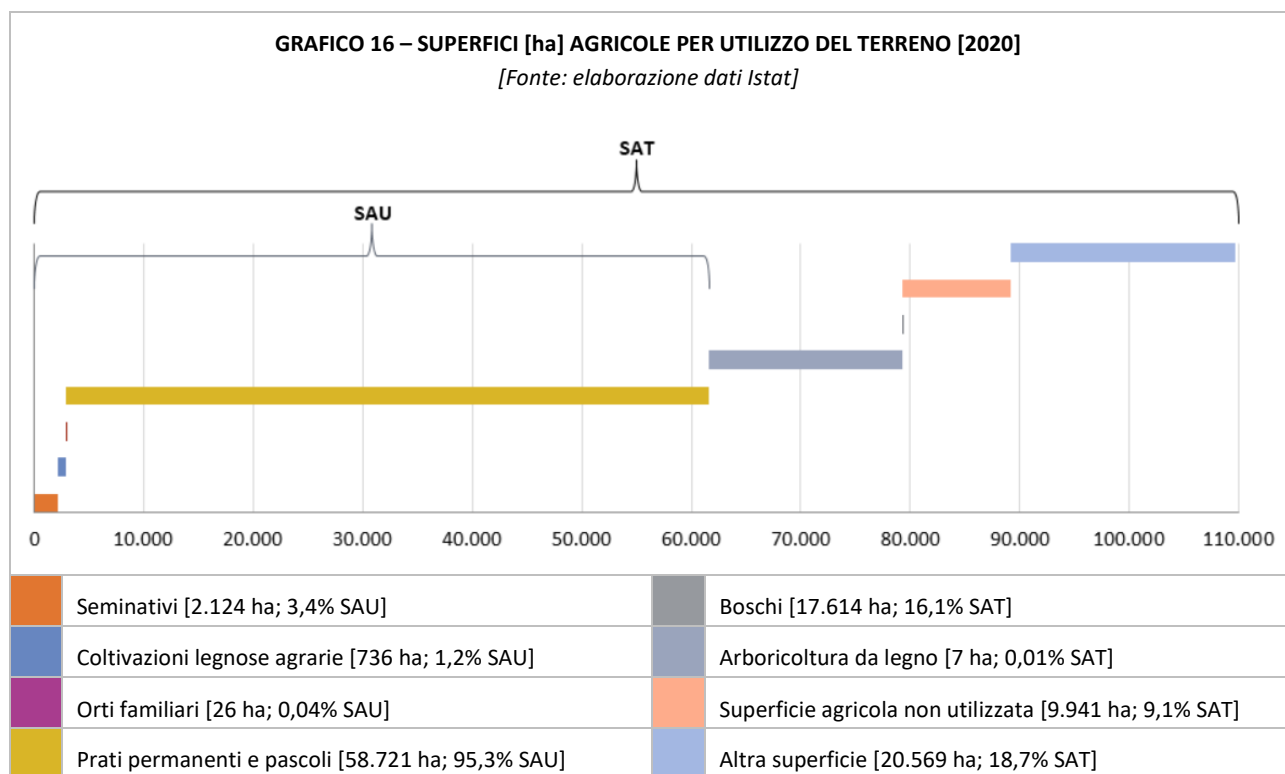 GRAFICO 16 – SUPERFICI [ha] AGRICOLE PER UTILIZZO DEL TERRENO [2020]
[Fonte: elaborazione dati Istat]
SAT
SAU
0 10.000 20.000 30.000 40.000 50.000 60.000 70.000 80.000 90.000 100.000 110.000
Seminativi [2.124 ha; 3,4% SAU]
Boschi [17.614 ha; 16,1% SAT]
Coltivazioni legnose agrarie [736 ha; 1,2% SAU]
Arboricoltura da legno [7 ha; 0,01% SAT]
Orti familiari [26 ha; 0,04% SAU]
Superficie agricola non utilizzata [9.941 ha; 9,1% SAT]
Prati permanenti e pascoli [58.721 ha; 95,3% SAU]
Altra superficie [20.569 ha; 18,7% SAT]